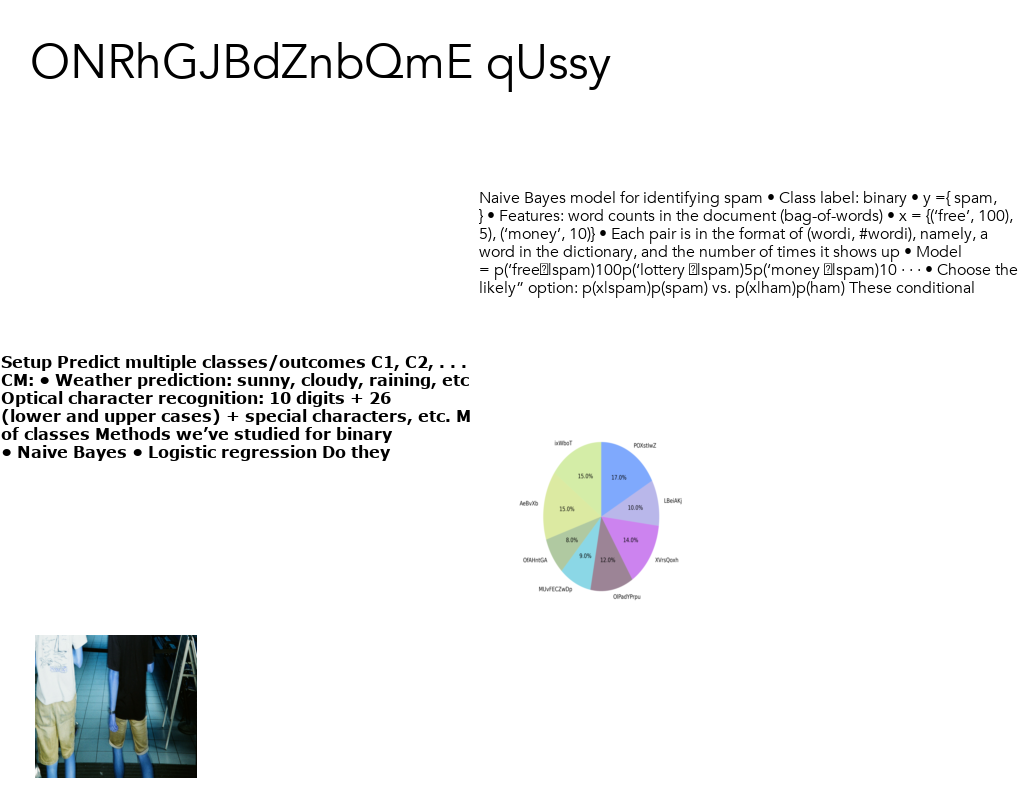 ONRhGJBdZnbQmE qUssy
Naive Bayes model for identifying spam • Class label: binary • y ={ spam,
} • Features: word counts in the document (bag-of-words) • x = {(‘free’, 100),
5), (‘money’, 10)} • Each pair is in the format of (wordi, #wordi), namely, a
word in the dictionary, and the number of times it shows up • Model
= p(‘free|spam)100p(‘lottery |spam)5p(‘money |spam)10 · · · • Choose the
likely” option: p(x|spam)p(spam) vs. p(x|ham)p(ham) These conditional
Setup Predict multiple classes/outcomes C1, C2, . . .
CM: • Weather prediction: sunny, cloudy, raining, etc
Optical character recognition: 10 digits + 26
(lower and upper cases) + special characters, etc. M
of classes Methods we’ve studied for binary
• Naive Bayes • Logistic regression Do they
ixWboT
POXstIwZ
15.0%
17.0%
AeBvXb
LBeiAKj
15.0%
10.0%
8.0%
14.0%
OfAHntGA
9.0%
12.0%
XVrsQoxh
MUvFECZwDp
OlPadYPrpu